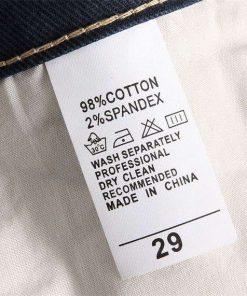 98%COTTON
2%SPANDEX
30°C
WASH SEPARATELY
PROFESSIONAL
DRY CLEAN
RECOMMENDED
MADE IN CHINA
29